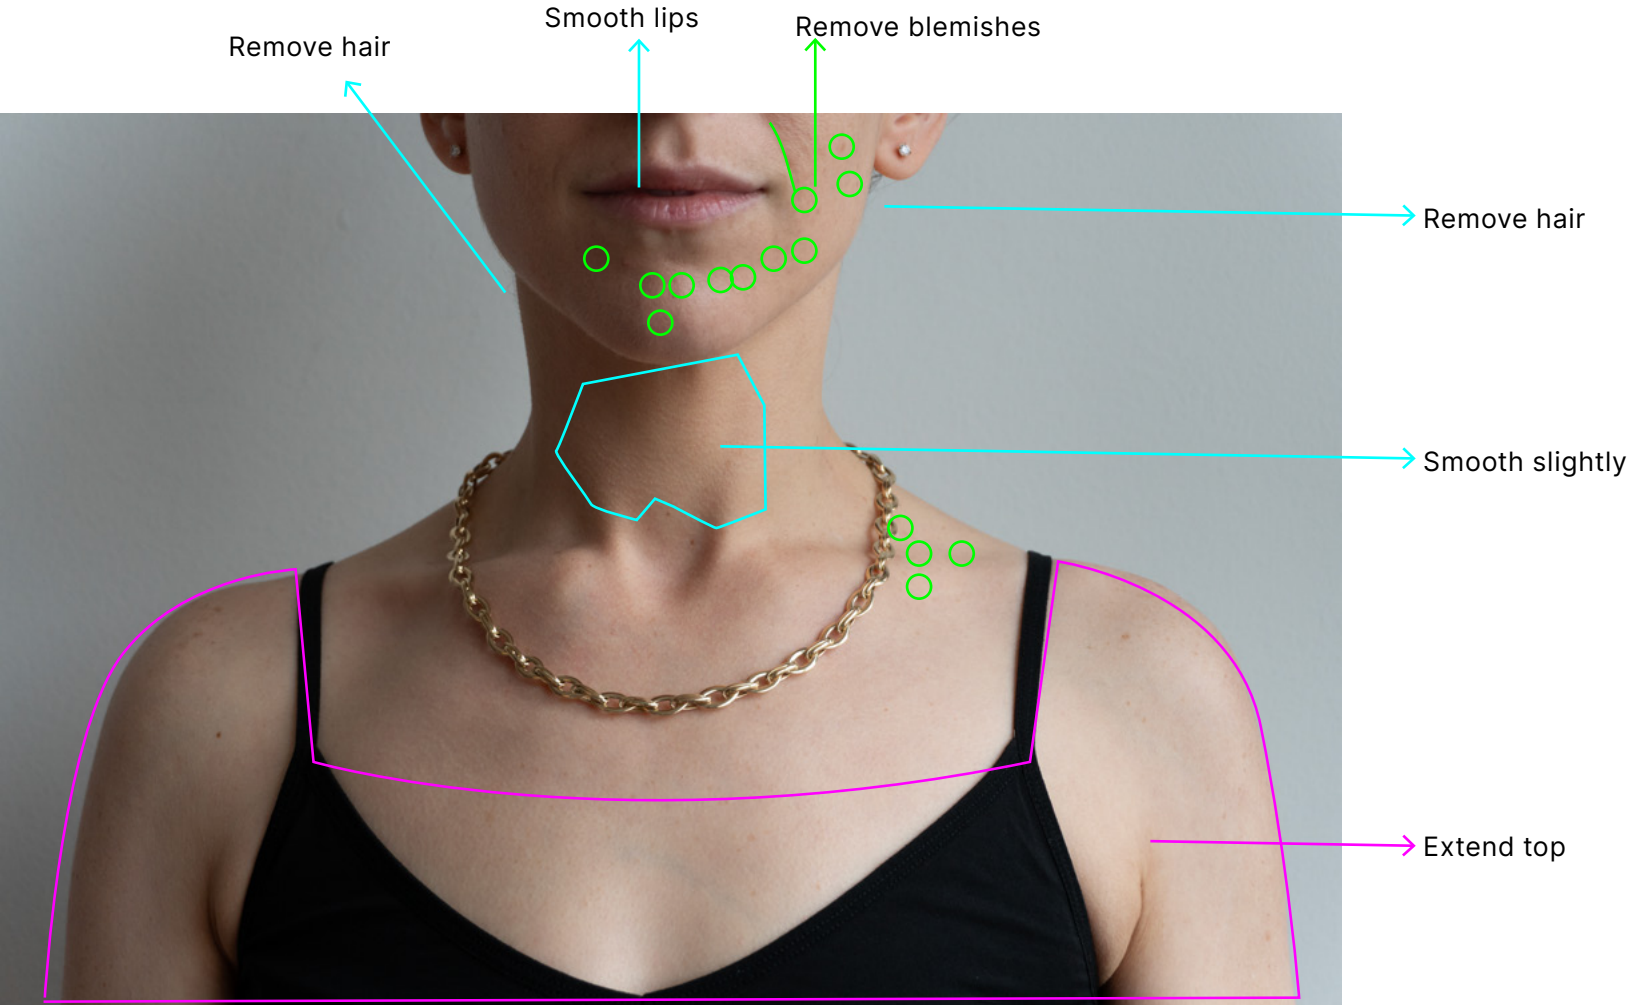 Smooth lips
Remove blemishes
Remove hair
Remove hair
Smooth slightly
Extend top